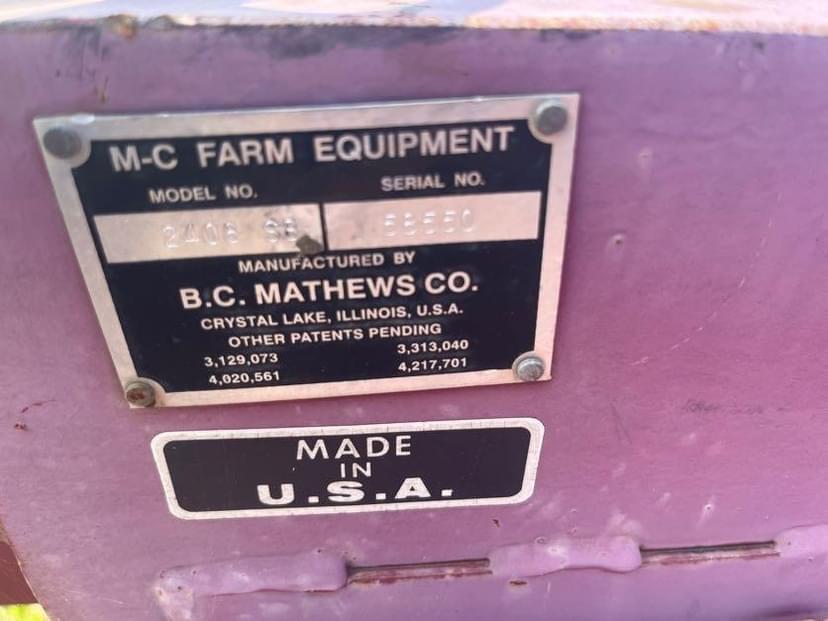 M-C FARM EQUIPMENT
MODEL NO. SERIAL NO.
58550
MANUFACTURED BY
B.C. MATHEWS CO.
CRYSTAL LAKE, ILLINOIS, U.S.A.
OTHER PATENTS PENDING
3,129,073 3,313,040
4,020,561 4,217,701
MADE
IN
U.S.A.